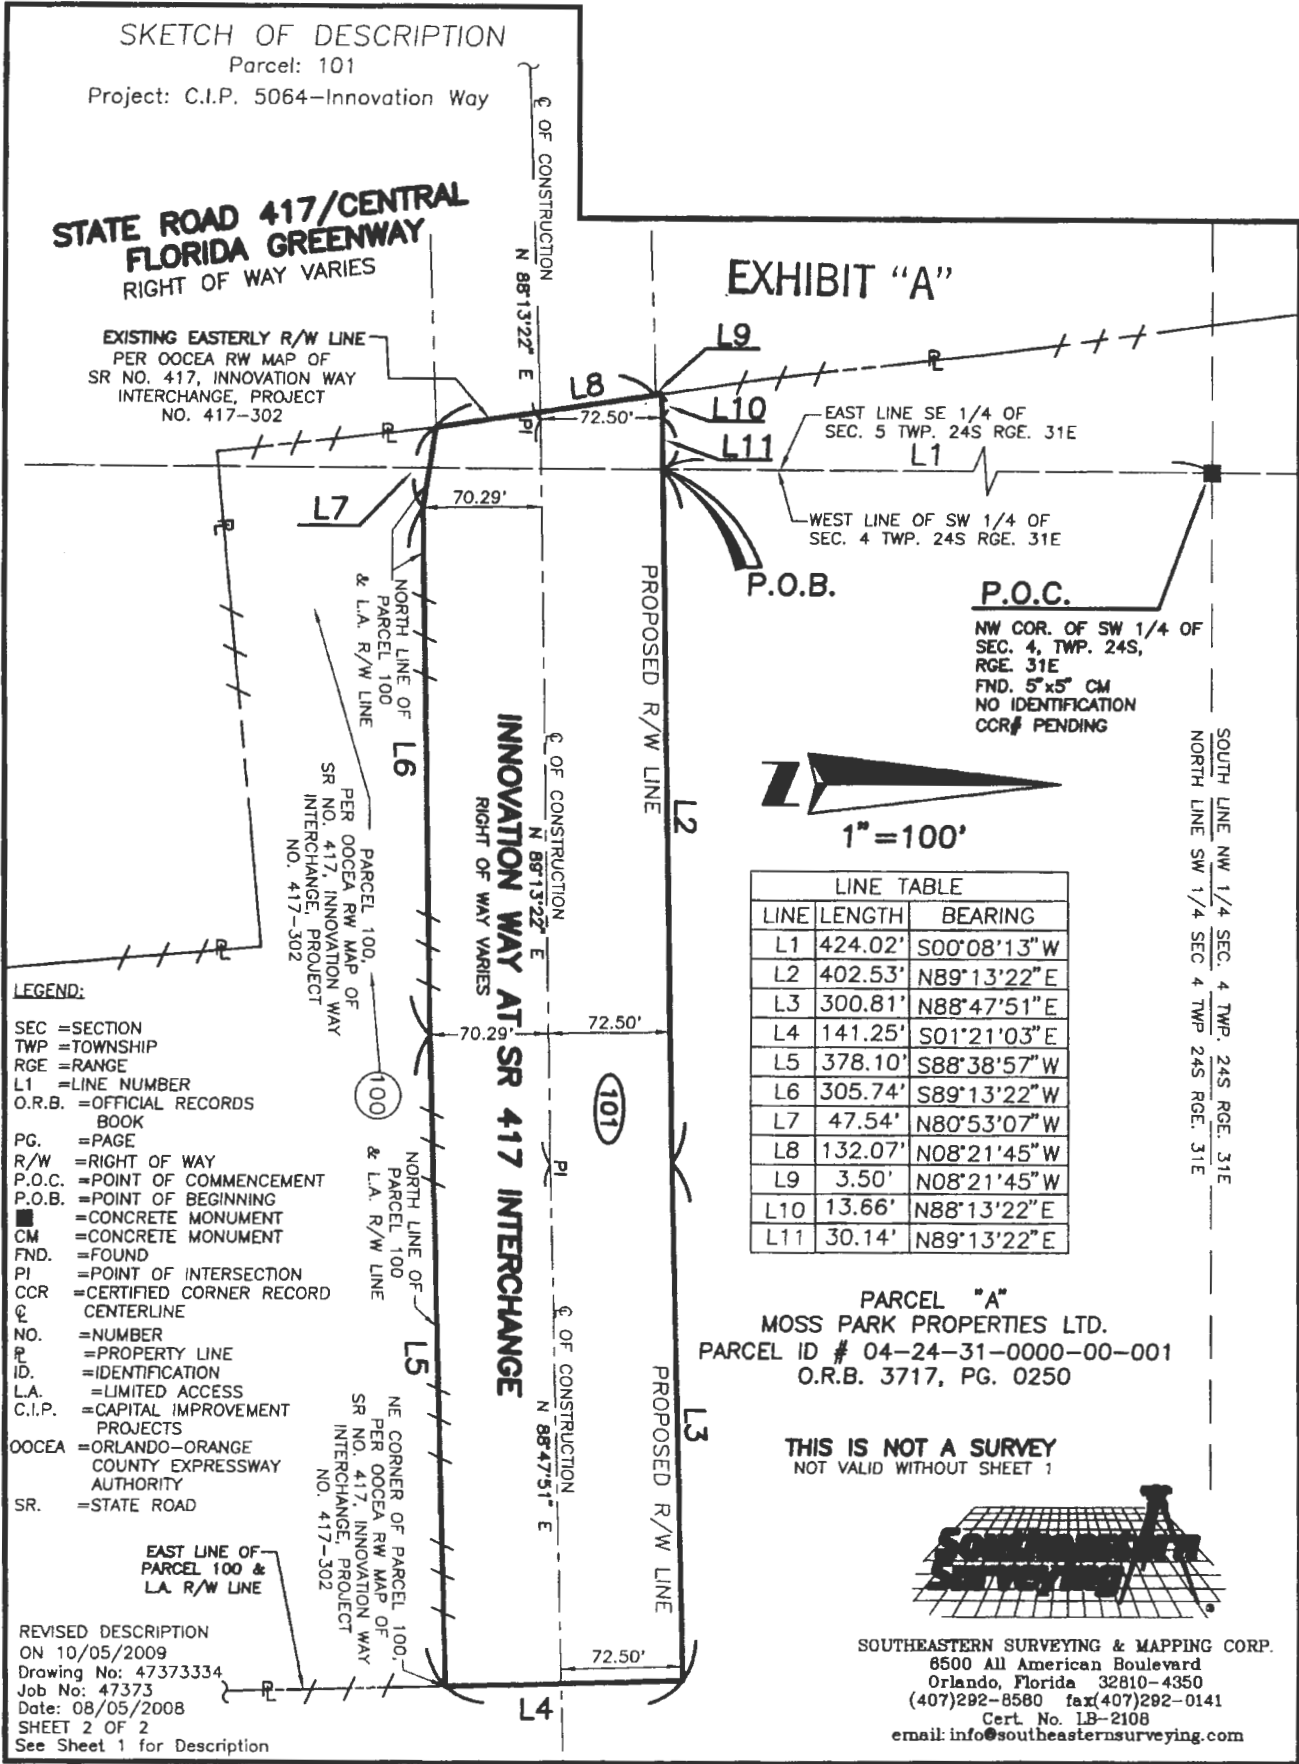 SKETCH OF DESCRIPTION
Parcel: 101
Project: C.I.P. 5064-Innovation Way
STATE ROAD 417/CENTRAL
FLORIDA GREENWAY
RIGHT OF WAY VARIES
EXISTING EASTERLY R/W LINE
PER OOCEA RW MAP OF
SR NO. 417, INNOVATION WAY
INTERCHANGE, PROJECT
NO. 417-302
℄ OF CONSTRUCTION
N 88°13'22" E
EXHIBIT "A"
L9
L8
L10
72.50'
PI
L11
EAST LINE SE 1/4 OF
SEC. 5 TWP. 24S RGE. 31E
L1
WEST LINE OF SW 1/4 OF
SEC. 4 TWP. 24S RGE. 31E
L7
70.29'
P.O.B.
P.O.C.
NW COR. OF SW 1/4 OF
SEC. 4, TWP. 24S,
RGE. 31E
FND. 5"x5" CM
NO IDENTIFICATION
CCR# PENDING
NORTH LINE OF
PARCEL 100
& L.A. R/W LINE
L6
PROPOSED R/W LINE
L2
SOUTH LINE NW 1/4 SEC. 4 TWP. 24S RGE. 31E
NORTH LINE SW 1/4 SEC 4 TWP 24S RGE. 31E
INNOVATION WAY AT SR 417 INTERCHANGE
RIGHT OF WAY VARIES
℄ OF CONSTRUCTION
N 89°13'22" E
PARCEL 100,
PER OOCEA RW MAP OF
SR NO. 417, INNOVATION WAY
INTERCHANGE, PROJECT
NO. 417-302
N
1"=100'
LINE TABLE
LINE LENGTH BEARING
L1 424.02' S00°08'13"W
L2 402.53' N89°13'22"E
L3 300.81' N88°47'51"E
L4 141.25' S01°21'03"E
L5 378.10' S88°38'57"W
L6 305.74' S89°13'22"W
L7 47.54' N80°53'07"W
L8 132.07' N08°21'45"W
L9 3.50' N08°21'45"W
L10 13.66' N88°13'22"E
L11 30.14' N89°13'22"E
70.29'
72.50'
100
101
PI
NORTH LINE OF
PARCEL 100
& L.A. R/W LINE
L5
℄ OF CONSTRUCTION
N 88°47'51" E
PROPOSED R/W LINE
L3
NE CORNER OF PARCEL 100,
PER OOCEA RW MAP OF
SR NO. 417, INNOVATION WAY
INTERCHANGE, PROJECT
NO. 417-302
72.50'
L4
LEGEND:
SEC =SECTION
TWP =TOWNSHIP
RGE =RANGE
L1 =LINE NUMBER
O.R.B. =OFFICIAL RECORDS
BOOK
PG. =PAGE
R/W =RIGHT OF WAY
P.O.C. =POINT OF COMMENCEMENT
P.O.B. =POINT OF BEGINNING
=CONCRETE MONUMENT
CM =CONCRETE MONUMENT
FND. =FOUND
PI =POINT OF INTERSECTION
CCR =CERTIFIED CORNER RECORD
℄ CENTERLINE
NO. =NUMBER
PL =PROPERTY LINE
ID. =IDENTIFICATION
L.A. =LIMITED ACCESS
C.I.P. =CAPITAL IMPROVEMENT
PROJECTS
OOCEA =ORLANDO-ORANGE
COUNTY EXPRESSWAY
AUTHORITY
SR. =STATE ROAD
EAST LINE OF
PARCEL 100 &
L.A. R/W LINE
REVISED DESCRIPTION
ON 10/05/2009
Drawing No: 47373334
Job No: 47373
Date: 08/05/2008
SHEET 2 OF 2
See Sheet 1 for Description
PARCEL "A"
MOSS PARK PROPERTIES LTD.
PARCEL ID # 04-24-31-0000-00-001
O.R.B. 3717, PG. 0250
THIS IS NOT A SURVEY
NOT VALID WITHOUT SHEET 1
Southeastern
Surveying
SOUTHEASTERN SURVEYING & MAPPING CORP.
6500 All American Boulevard
Orlando, Florida 32810-4350
(407)292-8580 fax(407)292-0141
Cert. No. LB-2108
email: info@southeasternsurveying.com